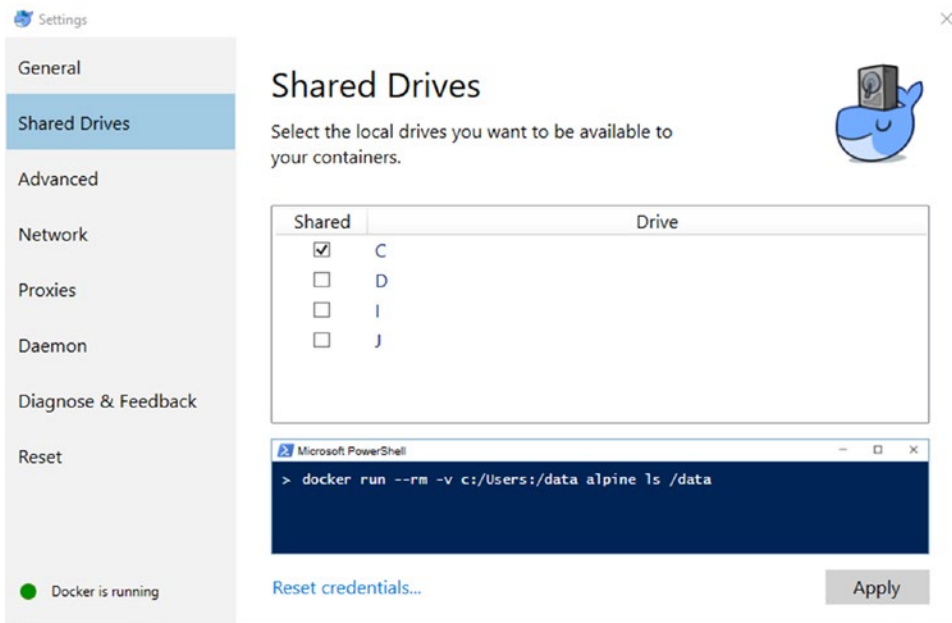 Settings
General
Shared Drives
Advanced
Network
Proxies
Daemon
Diagnose & Feedback
Reset
Docker is running
Shared Drives
Select the local drives you want to be available to
your containers.
Shared Drive
C
D
I
J
Microsoft PowerShell
> docker run --rm -v c:/Users:/data alpine ls /data
Reset credentials...
Apply